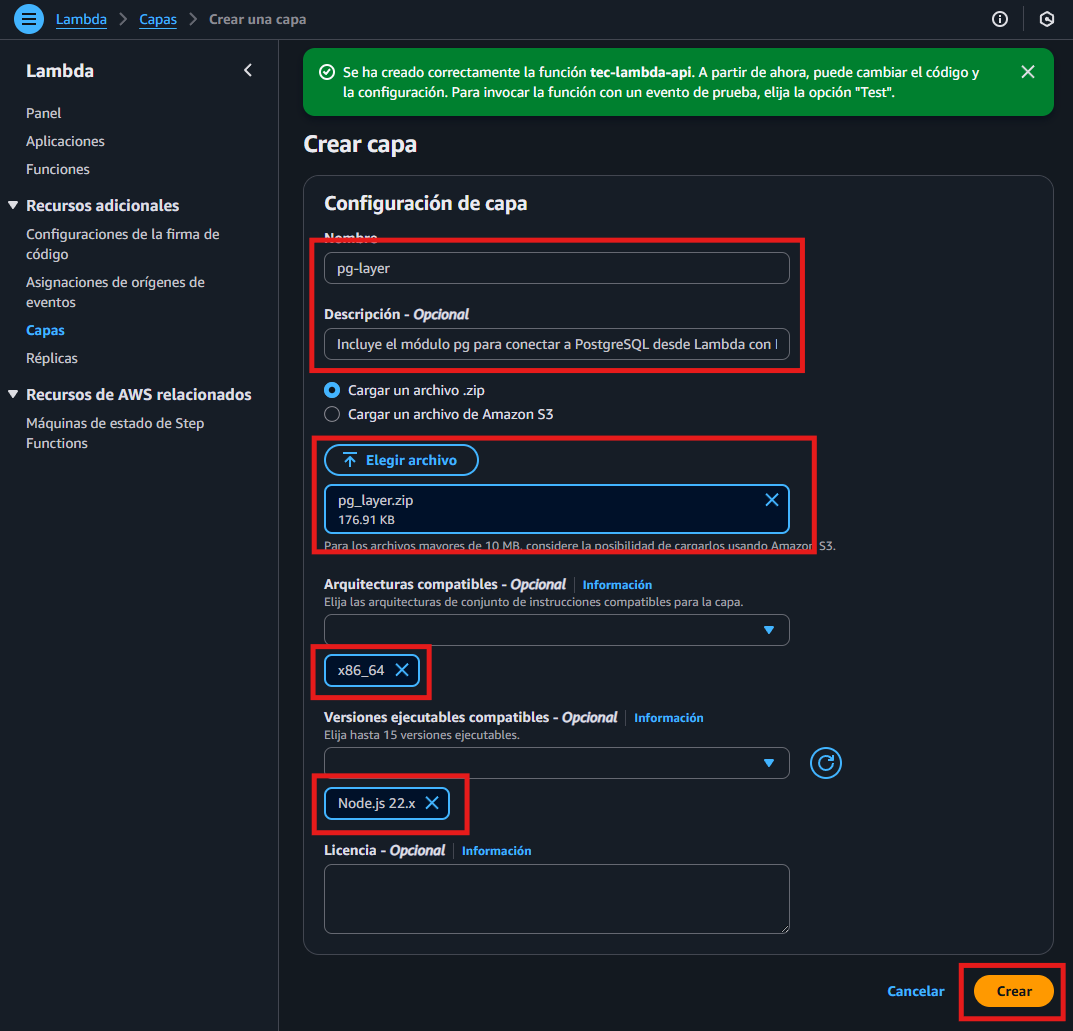 Lambda > Capas > Crear una capa
Lambda
Panel
Aplicaciones
Funciones
Recursos adicionales
Configuraciones de la firma de
código
Asignaciones de orígenes de
eventos
Capas
Réplicas
Recursos de AWS relacionados
Máquinas de estado de Step
Functions
Se ha creado correctamente la función tec-lambda-api. A partir de ahora, puede cambiar el código y
la configuración. Para invocar la función con un evento de prueba, elija la opción "Test".
Crear capa
Configuración de capa
Nombre
pg-layer
Descripción - Opcional
Incluye el módulo pg para conectar a PostgreSQL desde Lambda con
Cargar un archivo .zip
Cargar un archivo de Amazon S3
Elegir archivo
pg_layer.zip
176.91 KB
Para los archivos mayores de 10 MB, considere la posibilidad de cargarlos usando Amazon S3.
Arquitecturas compatibles - Opcional Información
Elija las arquitecturas de conjunto de instrucciones compatibles para la capa.
x86_64
Versiones ejecutables compatibles - Opcional Información
Elija hasta 15 versiones ejecutables.
Node.js 22.x
Licencia - Opcional Información
Cancelar
Crear